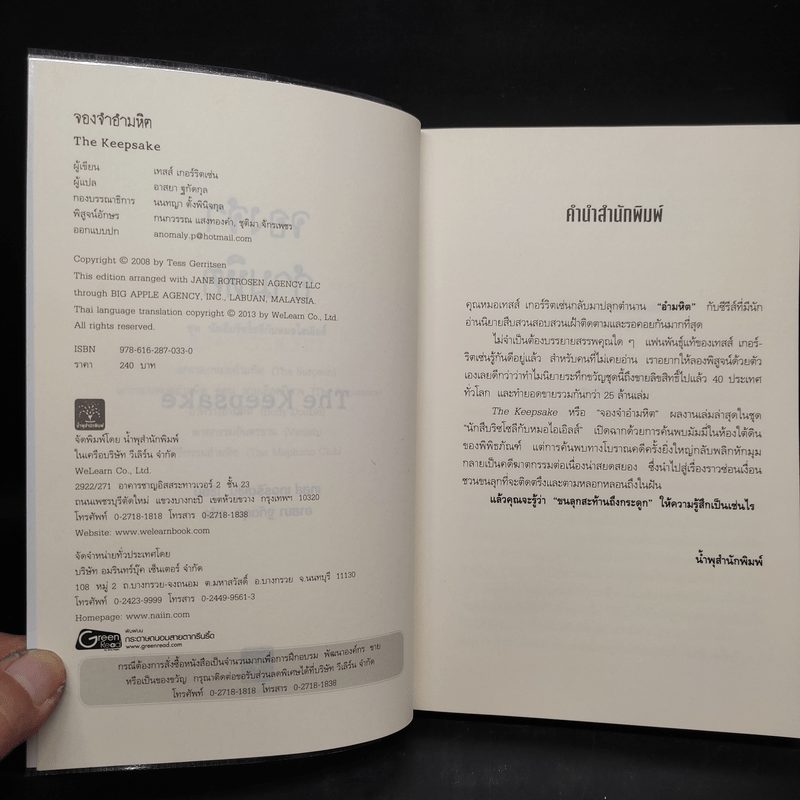 จองจำอำมหิต
The Keepsake
ผู้เขียน เทสส์ เกอร์ริตเซ่น
ผู้แปล อาสยา ฐกัดกุล
กองบรรณาธิการ นนทญา ตั้งพินิจกุล
พิสูจน์อักษร กนกวรรณ แสงทองคำ, ชุติมา จักรเพชร
ออกแบบปก anomaly.p@hotmail.com
Copyright © 2008 by Tess Gerritsen
This edition arranged with JANE ROTROSEN AGENCY LLC
through BIG APPLE AGENCY, INC., LABUAN, MALAYSIA.
Thai language translation copyright © 2013 by WeLearn Co., Ltd.
All rights reserved.
ISBN 978-616-287-033-0
ราคา 240 บาท
น้ำพุสำนักพิมพ์
จัดพิมพ์โดย น้ำพุสำนักพิมพ์
ในเครือบริษัท วีเลิร์น จำกัด
WeLearn Co., Ltd.
2922/271 อาคารชาญอิสสระทาวเวอร์ 2 ชั้น 23
ถนนเพชรบุรีตัดใหม่ แขวงบางกะปิ เขตห้วยขวาง กรุงเทพฯ 10320
โทรศัพท์ 0-2718-1818 โทรสาร 0-2718-1838
Website: www.welearnbook.com
จัดจำหน่ายทั่วประเทศโดย
บริษัท อมรินทร์บุ๊ค เซ็นเตอร์ จำกัด
108 หมู่ 2 ถ.บางกรวย-จงถนอม ต.มหาสวัสดิ์ อ.บางกรวย จ.นนทบุรี 11130
โทรศัพท์ 0-2423-9999 โทรสาร 0-2449-9561-3
Homepage: www.naiin.com
Green Read พิมพ์บน
กระดาษถนอมสายตากรีนรี้ด
www.greenread.com
กรณีต้องการสั่งซื้อหนังสือเป็นจำนวนมากเพื่อการฝึกอบรม พัฒนาองค์กร ขาย
หรือเป็นของขวัญ กรุณาติดต่อขอรับส่วนลดพิเศษได้ที่บริษัท วีเลิร์น จำกัด
โทรศัพท์ 0-2718-1818 โทรสาร 0-2718-1838
คำนำสำนักพิมพ์
คุณหมอเทสส์ เกอร์ริตเซ่นกลับมาปลุกตำนาน "อำมหิต" กับซีรีส์ที่มีนัก
อ่านนิยายสืบสวนสอบสวนเฝ้าติดตามและรอคอยกันมากที่สุด
ไม่จำเป็นต้องบรรยายสรรพคุณใด ๆ แฟนพันธุ์แท้ของเทสส์ เกอร์-
ริตเซ่นรู้กันดีอยู่แล้ว สำหรับคนที่ไม่เคยอ่าน เราอยากให้ลองพิสูจน์ด้วยตัว
เองเลยดีกว่าว่าทำไมนิยายระทึกขวัญชุดนี้ถึงขายลิขสิทธิ์ไปแล้ว 40 ประเทศ
ทั่วโลก และทำยอดขายรวมกันกว่า 25 ล้านเล่ม
The Keepsake หรือ "จองจำอำมหิต" ผลงานเล่มล่าสุดในชุด
"นักสืบริซโซลีกับหมอไอเอิลส์" เปิดฉากด้วยการค้นพบมัมมี่ในห้องใต้ดิน
ของพิพิธภัณฑ์ แต่การค้นพบทางโบราณคดีครั้งยิ่งใหญ่กลับพลิกหักมุม
กลายเป็นคดีฆาตกรรมต่อเนื่องน่าสยดสยอง ซึ่งนำไปสู่เรื่องราวซ่อนเงื่อน
ชวนขนลุกที่จะติดตรึงและตามหลอกหลอนถึงในฝัน
แล้วคุณจะรู้ว่า "ขนลุกสะท้านถึงกระดูก" ให้ความรู้สึกเป็นเช่นไร
น้ำพุสำนักพิมพ์